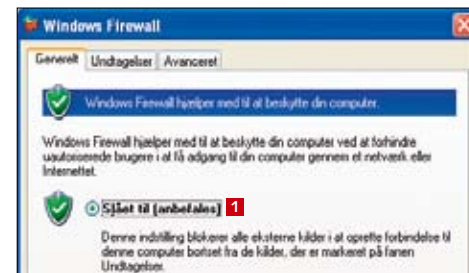 Windows Firewall
Generelt Undtagelser Avanceret
Windows Firewall hjælper med til at beskytte din computer.
Windows Firewall hjælper med til at beskytte din computer ved at forhindre
uautoriserede brugere i at få adgang til din computer gennem et netværk eller
Internettet.
Slået til (anbefales) 1
Denne indstilling blokerer alle eksterne kilder i at oprette forbindelse til
denne computer bortset fra de kilder, der er markeret på fanen
Undtagelser.